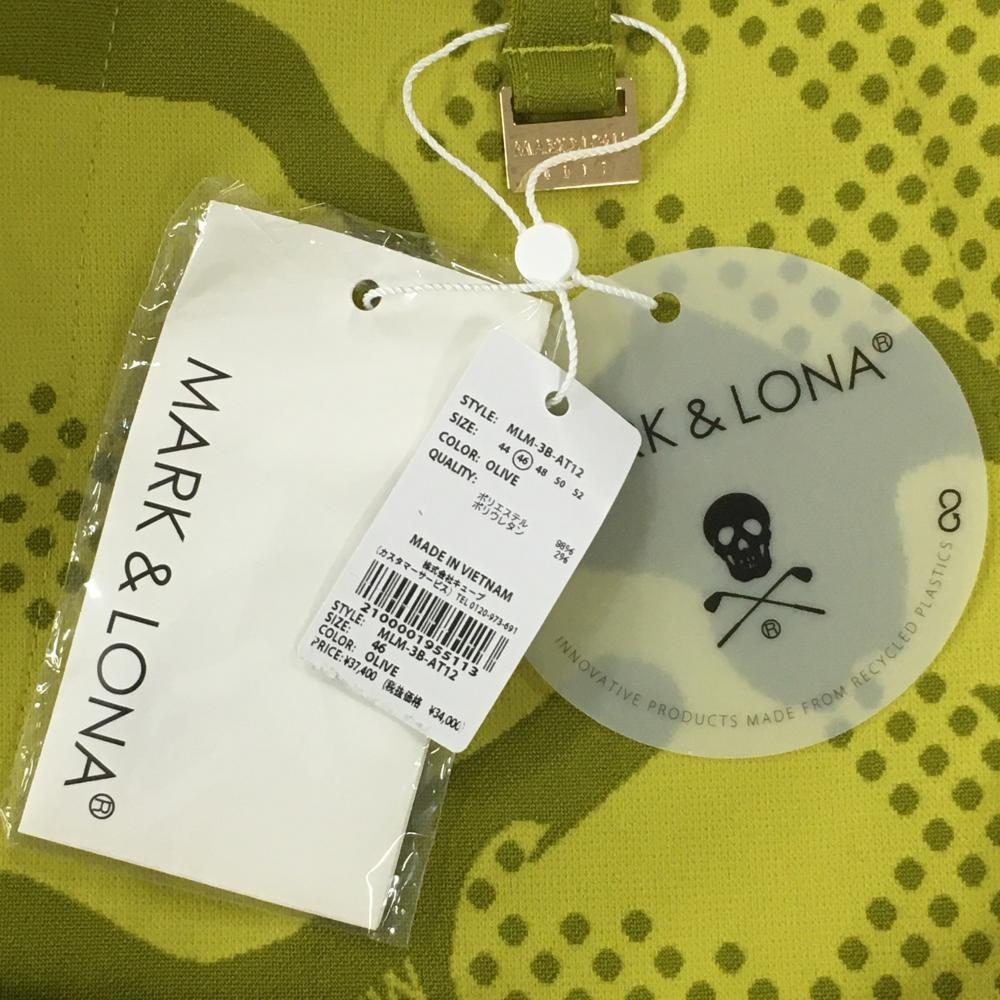 MARK & LONA®
STYLE: MLM-3B-AT12
SIZE: 44 46 48 50 52
COLOR: OLIVE
QUALITY:
ポリエステル 98%
ポリウレタン 2%
MADE IN VIETNAM
株式会社キューブ
(カスタマーサービス) TEL 0120-973-691
2100001955113
STYLE: MLM-3B-AT12
SIZE: 46
COLOR: OLIVE
PRICE: ¥37,400 (税抜価格 ¥34,000)
RK & LONA®
®
INNOVATIVE PRODUCTS MADE FROM RECYCLED PLASTICS